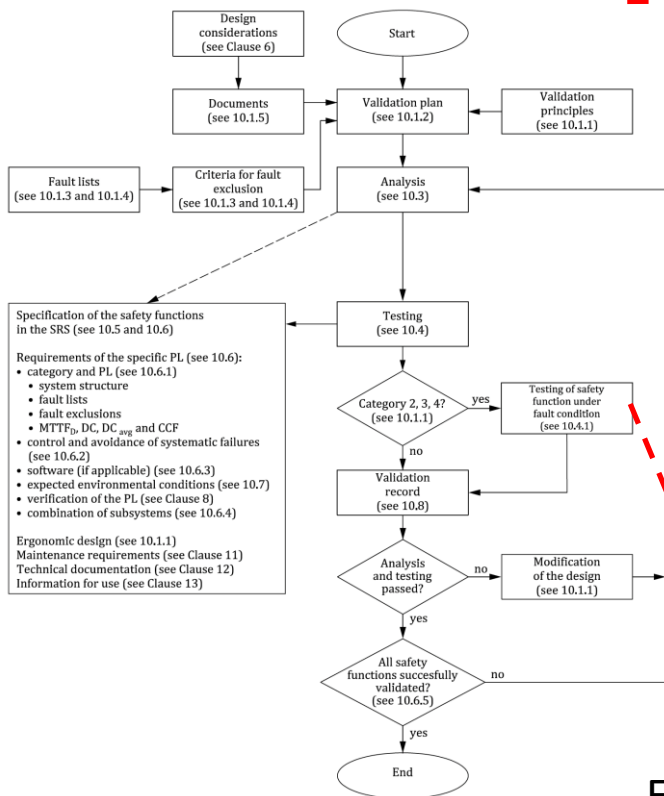 Design
considerations
(see Clause 6)
Start
Documents
(see 10.1.5)
Validation plan
(see 10.1.2)
Validation
principles
(see 10.1.1)
Fault lists
(see 10.1.3 and 10.1.4)
Criteria for fault
exclusion
(see 10.1.3 and 10.1.4)
Analysis
(see 10.3)
Specification of the safety functions
in the SRS (see 10.5 and 10.6)
Requirements of the specific PL (see 10.6):
• category and PL (see 10.6.1)
• system structure
• fault lists
• fault exclusions
• MTTFD, DC, DC avg and CCF
• control and avoidance of systematic failures
(see 10.6.2)
• software (if applicable) (see 10.6.3)
• expected environmental conditions (see 10.7)
• verification of the PL (see Clause 8)
• combination of subsystems (see 10.6.4)
Ergonomic design (see 10.1.1)
Maintenance requirements (see Clause 11)
Technical documentation (see Clause 12)
Information for use (see Clause 13)
Testing
(see 10.4)
Category 2, 3, 4?
(see 10.1.1)
yes
Testing of safety
function under
fault condition
(see 10.4.1)
no
Validation
record
(see 10.8)
Analysis
and testing
passed?
no
Modification
of the design
(see 10.1.1)
yes
All safety
functions succesfully
validated?
(see 10.6.5)
no
yes
End